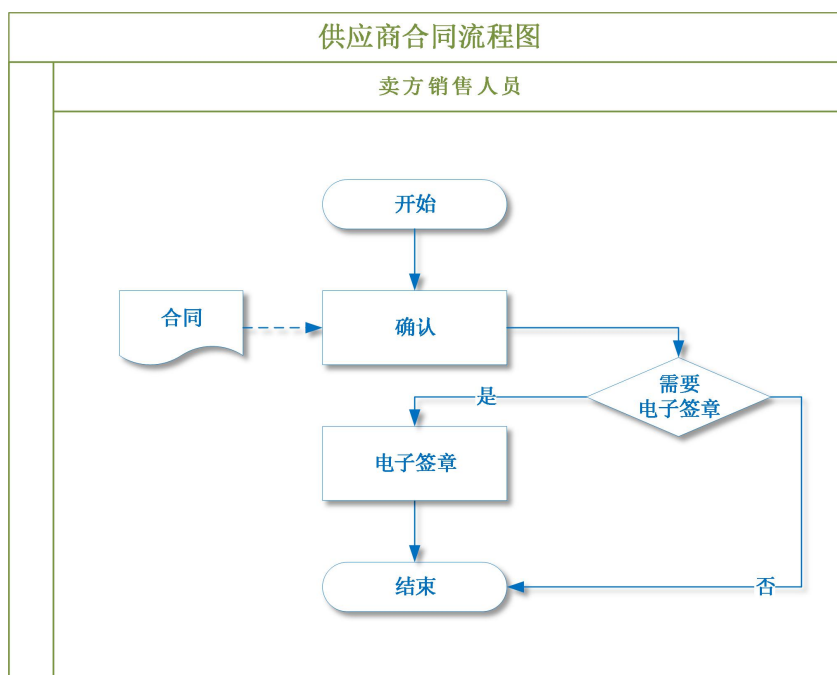 供应商合同流程图
卖方销售人员
开始
合同
确认
需要
电子签章
是
电子签章
结束
否